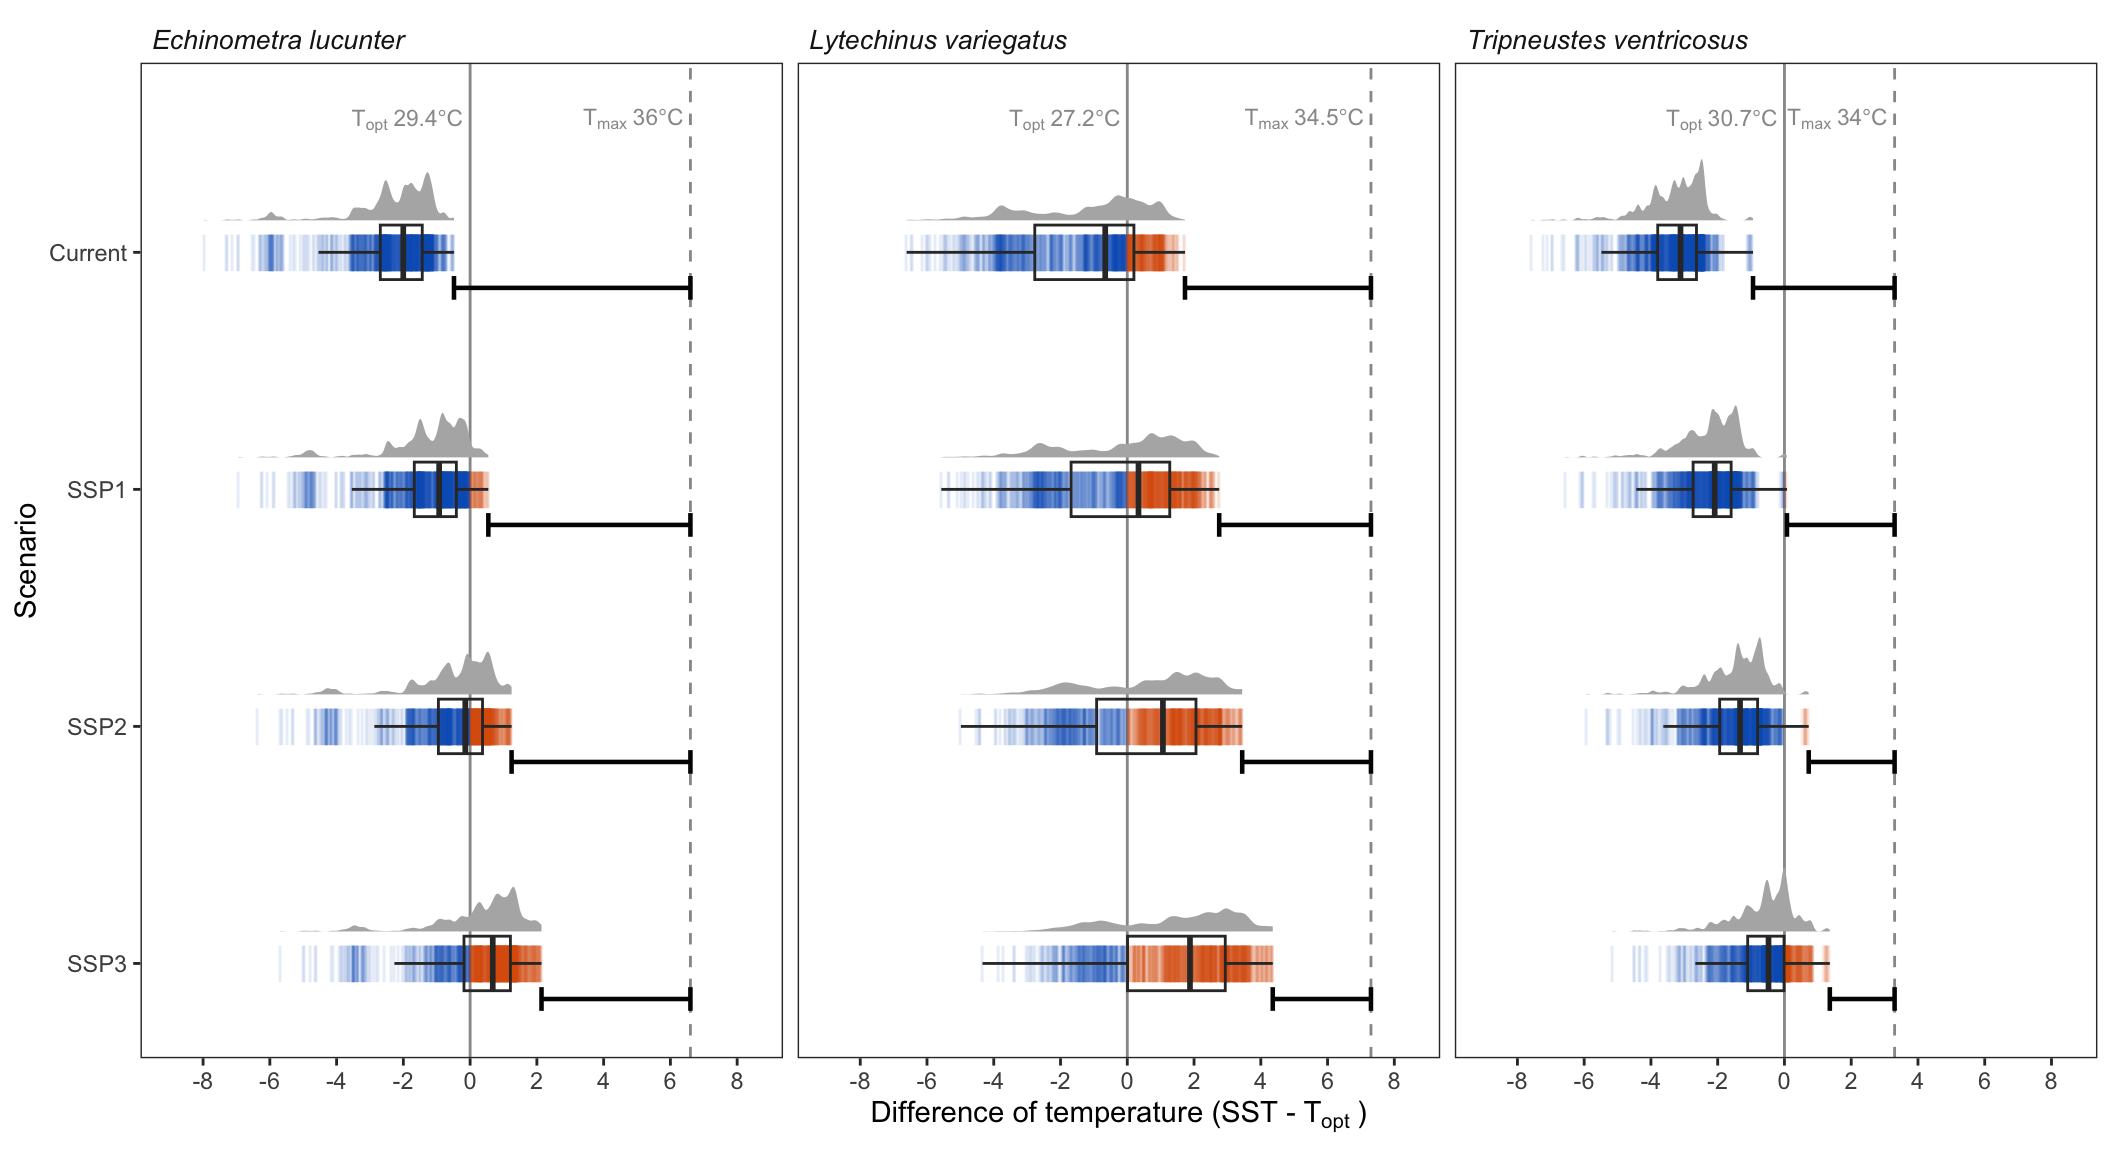 Echinometra lucunter
Lytechinus variegatus
Tripneustes ventricosus
Topt 29.4°C
Tmax 36°C
Topt 27.2°C
Tmax 34.5°C
Topt 30.7°C
Tmax 34°C
Scenario
Current
SSP1
SSP2
SSP3
-8 -6 -4 -2 0 2 4 6 8
-8 -6 -4 -2 0 2 4 6 8
-8 -6 -4 -2 0 2 4 6 8
Difference of temperature (SST - Topt )